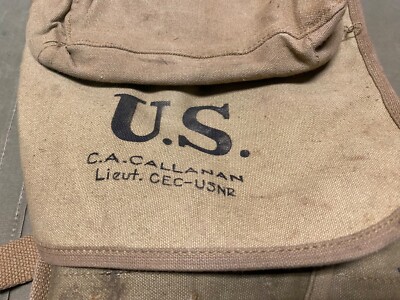 U.S.
C.A. CALLANAN
Lieut. CEC-USNR